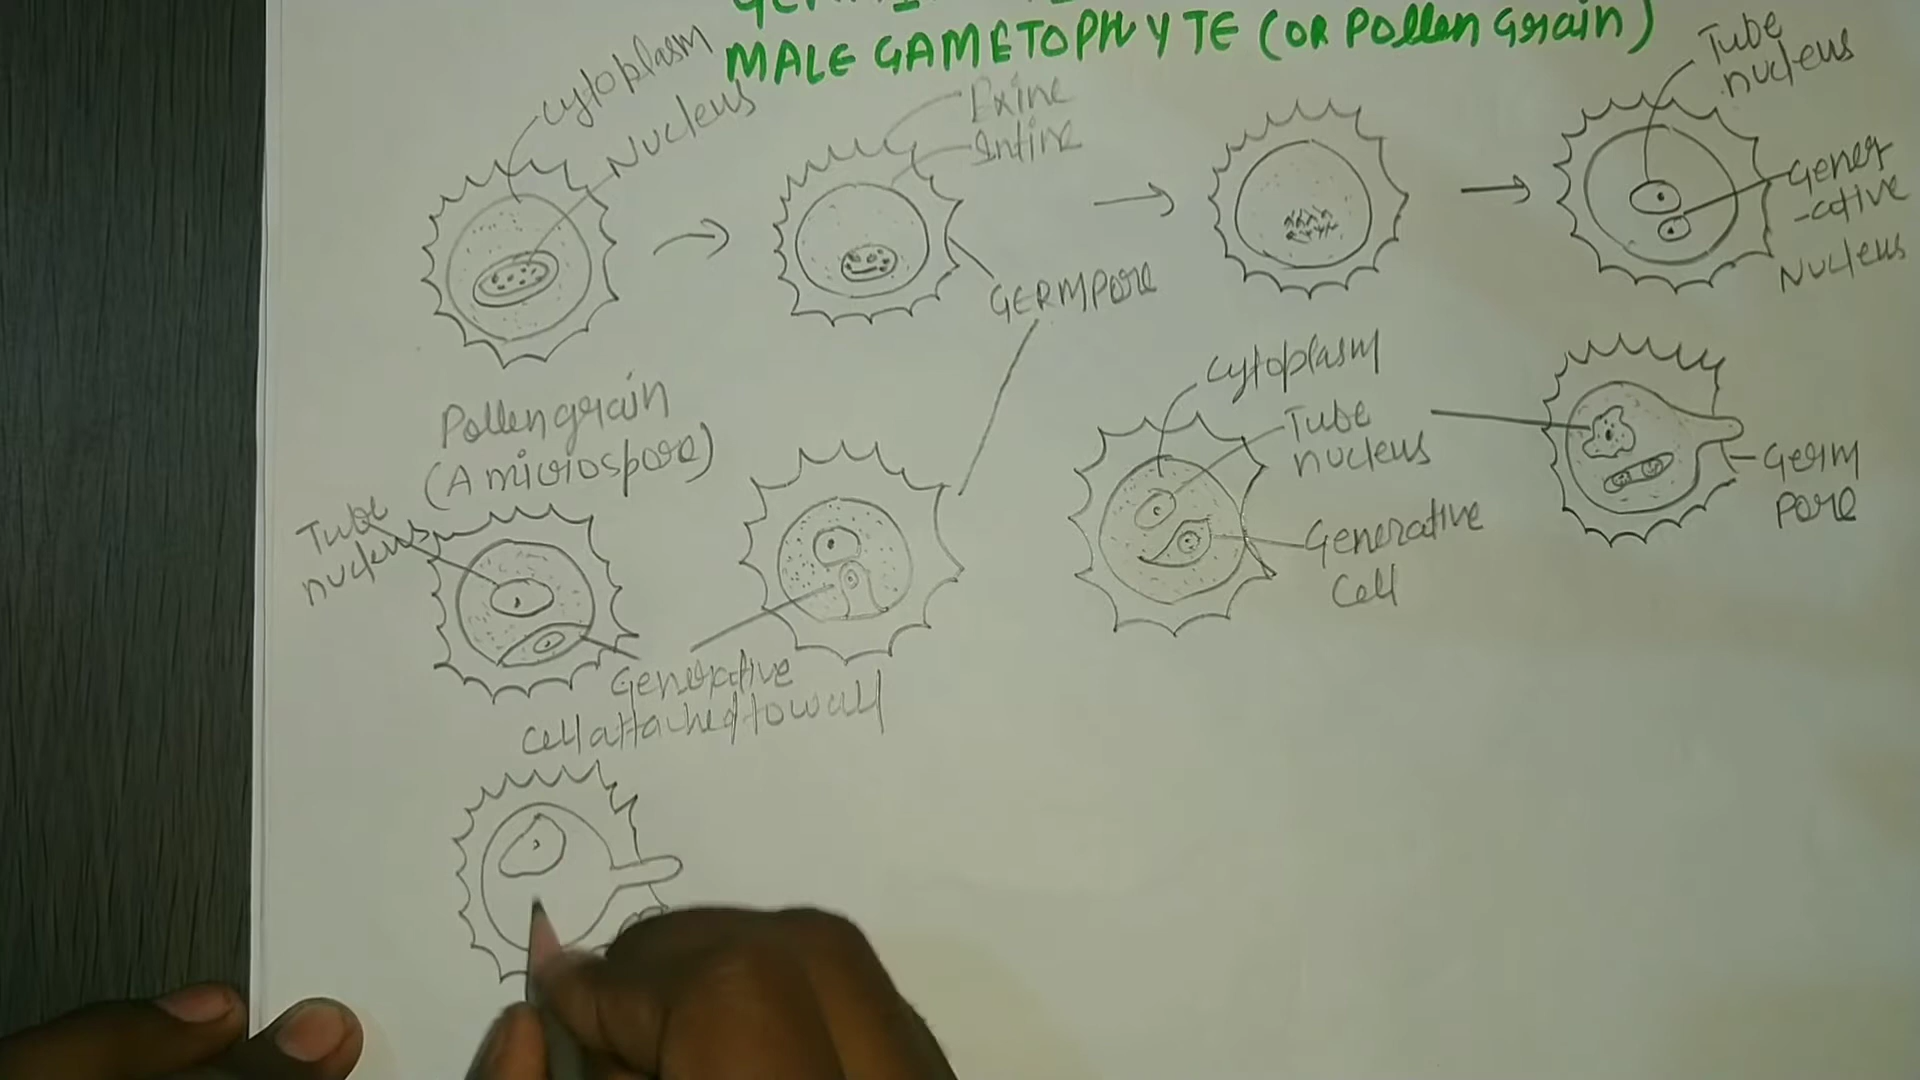 MALE GAMETOPHYTE (OR Pollen Grain)
Cytoplasm
Nucleus
Exine
Intine
GERMPORE
Tube
nucleus
Gener
-ative
Nucleus
Pollen grain
(A microspore)
Cytoplasm
Tube
nucleus
Generative
Cell
Germ
Pore
Tube
nucleus
Generative
Cell attached to wall